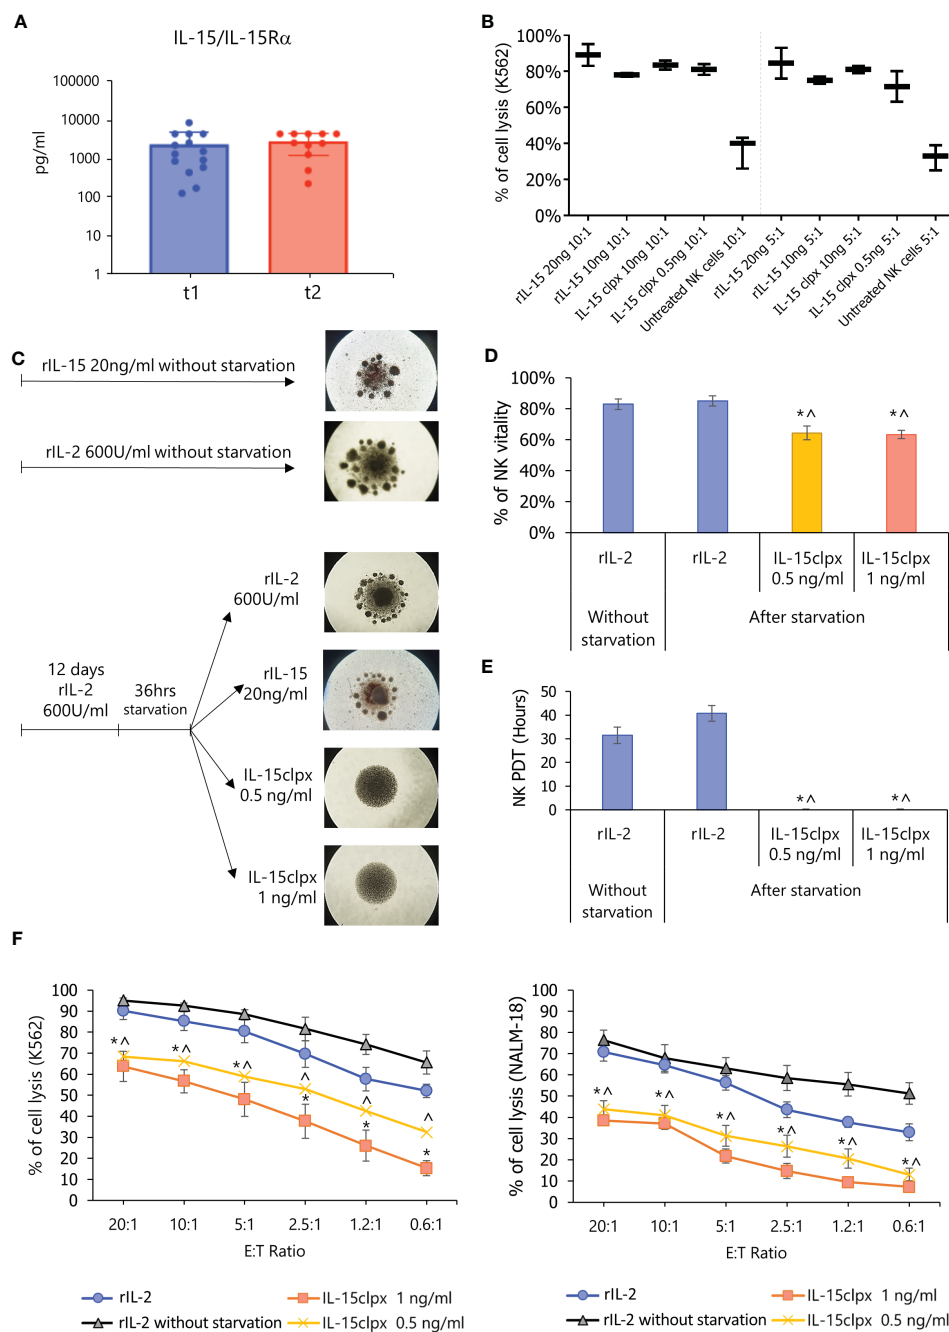 A
IL-15/IL-15Rα
100000
10000
1000
100
10
1
pg/ml
t1
t2
B
100%
80%
60%
40%
20%
0%
% of cell lysis (K562)
rIL-15 20ng 10:1
rIL-15 10ng 10:1
IL-15 clpx 10ng 10:1
IL-15 clpx 0.5ng 10:1
Untreated NK cells 10:1
rIL-15 20ng 5:1
rIL-15 10ng 5:1
IL-15 clpx 10ng 5:1
IL-15 clpx 0.5ng 5:1
Untreated NK cells 5:1
C
rIL-15 20ng/ml without starvation
rIL-2 600U/ml without starvation
12 days
rIL-2
600U/ml
36hrs
starvation
rIL-2
600U/ml
rIL-15
20ng/ml
IL-15clpx
0.5 ng/ml
IL-15clpx
1 ng/ml
D
100%
80%
60%
40%
20%
0%
% of NK vitality
*^
*^
rIL-2
rIL-2
IL-15clpx
0.5 ng/ml
IL-15clpx
1 ng/ml
Without
starvation
After starvation
E
50
40
30
20
10
0
NK PDT (Hours)
*^
*^
rIL-2
rIL-2
IL-15clpx
0.5 ng/ml
IL-15clpx
1 ng/ml
Without
starvation
After starvation
F
100
90
80
70
60
50
40
30
20
10
0
% of cell lysis (K562)
*^
*^
*^
^
*
^
*
^
*
20:1
10:1
5:1
2.5:1
1.2:1
0.6:1
E:T Ratio
rIL-2
IL-15clpx 1 ng/ml
rIL-2 without starvation
IL-15clpx 0.5 ng/ml
100
90
80
70
60
50
40
30
20
10
0
% of cell lysis (NALM-18)
*^
*^
*^
*^
*^
*^
20:1
10:1
5:1
2.5:1
1.2:1
0.6:1
E:T Ratio
rIL-2
IL-15clpx 1 ng/ml
rIL-2 without starvation
IL-15clpx 0.5 ng/ml